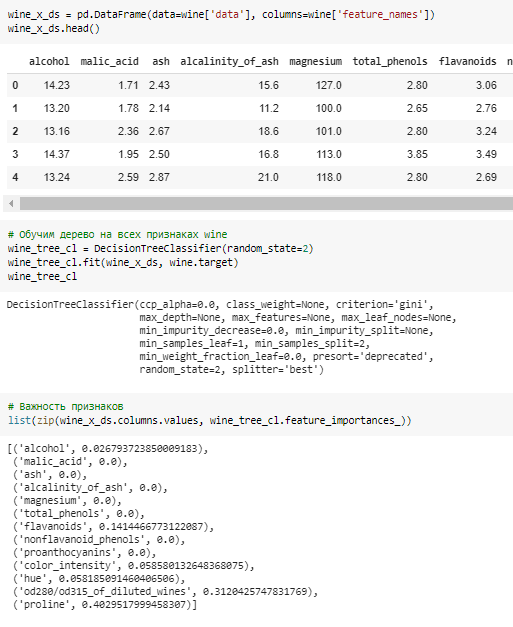 wine_x_ds = pd.DataFrame(data=wine['data'], columns=wine['feature_names'])
wine_x_ds.head()
alcohol malic_acid ash alcalinity_of_ash magnesium total_phenols flavanoids n
0 14.23 1.71 2.43 15.6 127.0 2.80 3.06
1 13.20 1.78 2.14 11.2 100.0 2.65 2.76
2 13.16 2.36 2.67 18.6 101.0 2.80 3.24
3 14.37 1.95 2.50 16.8 113.0 3.85 3.49
4 13.24 2.59 2.87 21.0 118.0 2.80 2.69
# Обучим дерево на всех признаках wine
wine_tree_cl = DecisionTreeClassifier(random_state=2)
wine_tree_cl.fit(wine_x_ds, wine.target)
wine_tree_cl
DecisionTreeClassifier(ccp_alpha=0.0, class_weight=None, criterion='gini',
max_depth=None, max_features=None, max_leaf_nodes=None,
min_impurity_decrease=0.0, min_impurity_split=None,
min_samples_leaf=1, min_samples_split=2,
min_weight_fraction_leaf=0.0, presort='deprecated',
random_state=2, splitter='best')
# Важность признаков
list(zip(wine_x_ds.columns.values, wine_tree_cl.feature_importances_))
[('alcohol', 0.026793723850009183),
('malic_acid', 0.0),
('ash', 0.0),
('alcalinity_of_ash', 0.0),
('magnesium', 0.0),
('total_phenols', 0.0),
('flavanoids', 0.1414466773122087),
('nonflavanoid_phenols', 0.0),
('proanthocyanins', 0.0),
('color_intensity', 0.058580132648368075),
('hue', 0.058185091460406506),
('od280/od315_of_diluted_wines', 0.3120425747831769),
('proline', 0.4029517999458307)]